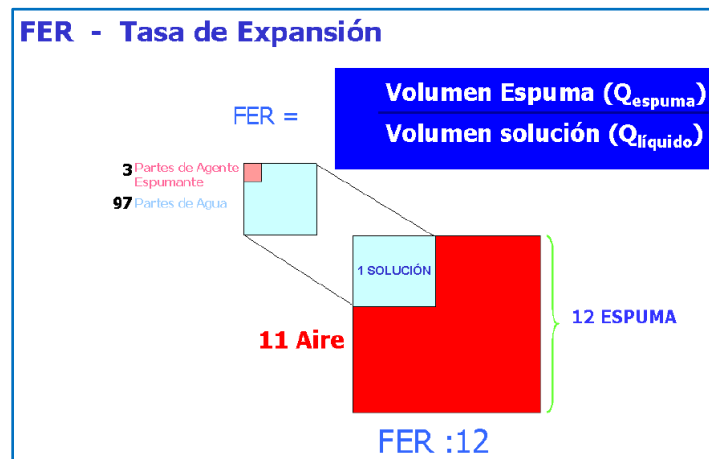 FER - Tasa de Expansión
FER =
Volumen Espuma (Qespuma)
Volumen solución (Qlíquido)
3 Partes de Agente
Espumante
97 Partes de Agua
1 SOLUCIÓN
11 Aire
12 ESPUMA
FER :12